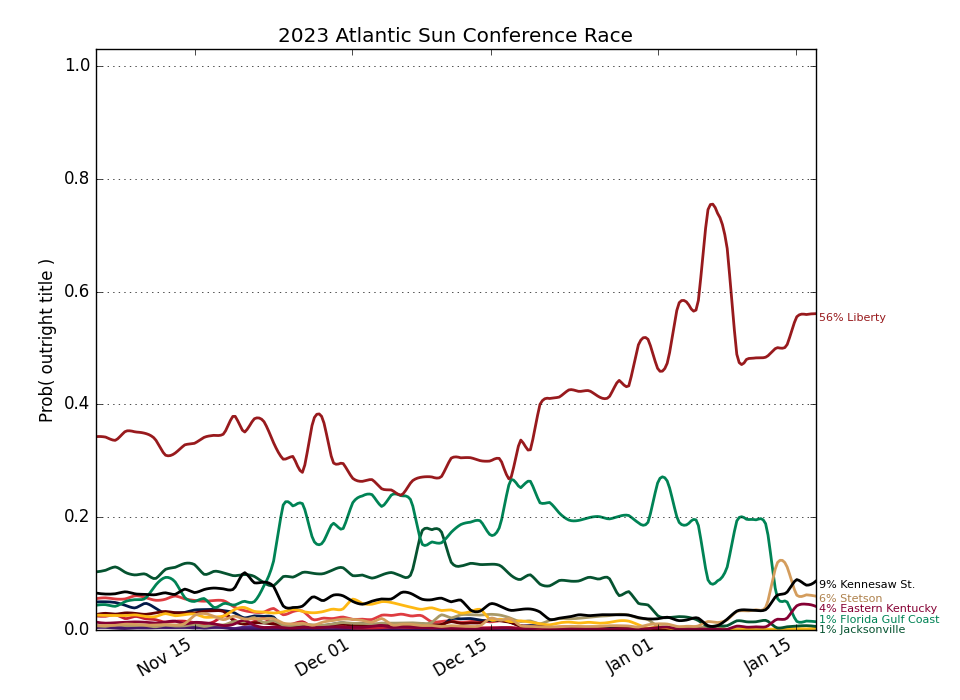 2023 Atlantic Sun Conference Race
Prob( outright title )
1.0
0.8
0.6
0.4
0.2
0.0
Nov 15
Dec 01
Dec 15
Jan 01
Jan 15
56% Liberty
9% Kennesaw St.
6% Stetson
4% Eastern Kentucky
1% Florida Gulf Coast
1% Jacksonville